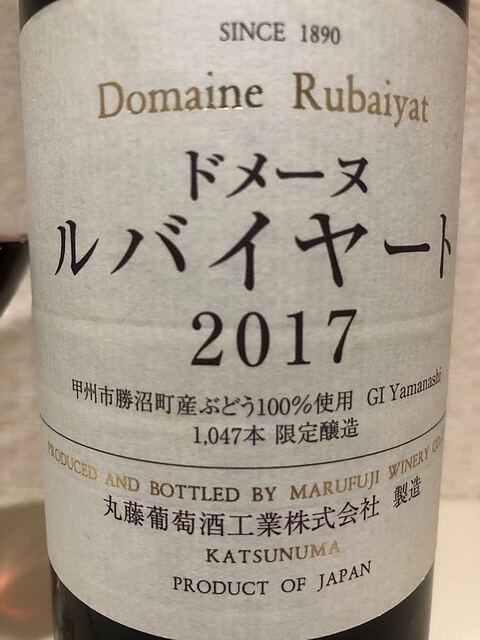 SINCE 1890
Domaine Rubaiyat
ドメーヌ
ルバイヤート
2017
甲州市勝沼町産ぶどう100%使用 GI Yamanashi
1,047本 限定醸造
PRODUCED AND BOTTLED BY MARUFUJI WINERY CO
丸藤葡萄酒工業株式会社 製造
KATSUNUMA
PRODUCT OF JAPAN